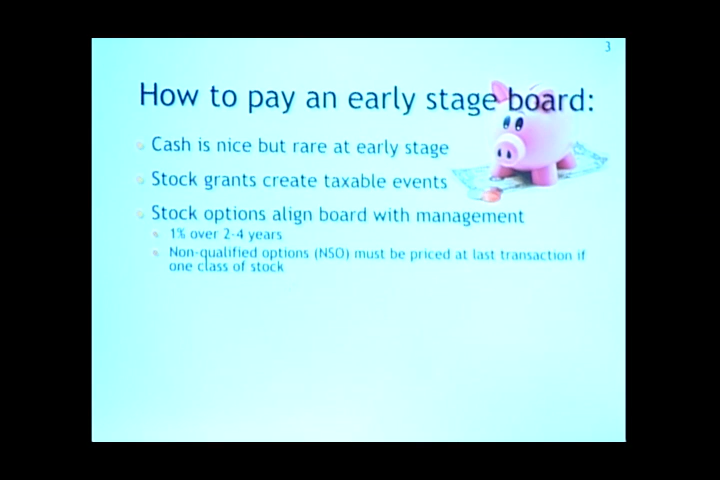 3
How to pay an early stage board:
Cash is nice but rare at early stage
Stock grants create taxable events
Stock options align board with management
1% over 2-4 years
Non-qualified options (NSO) must be priced at last transaction if
one class of stock